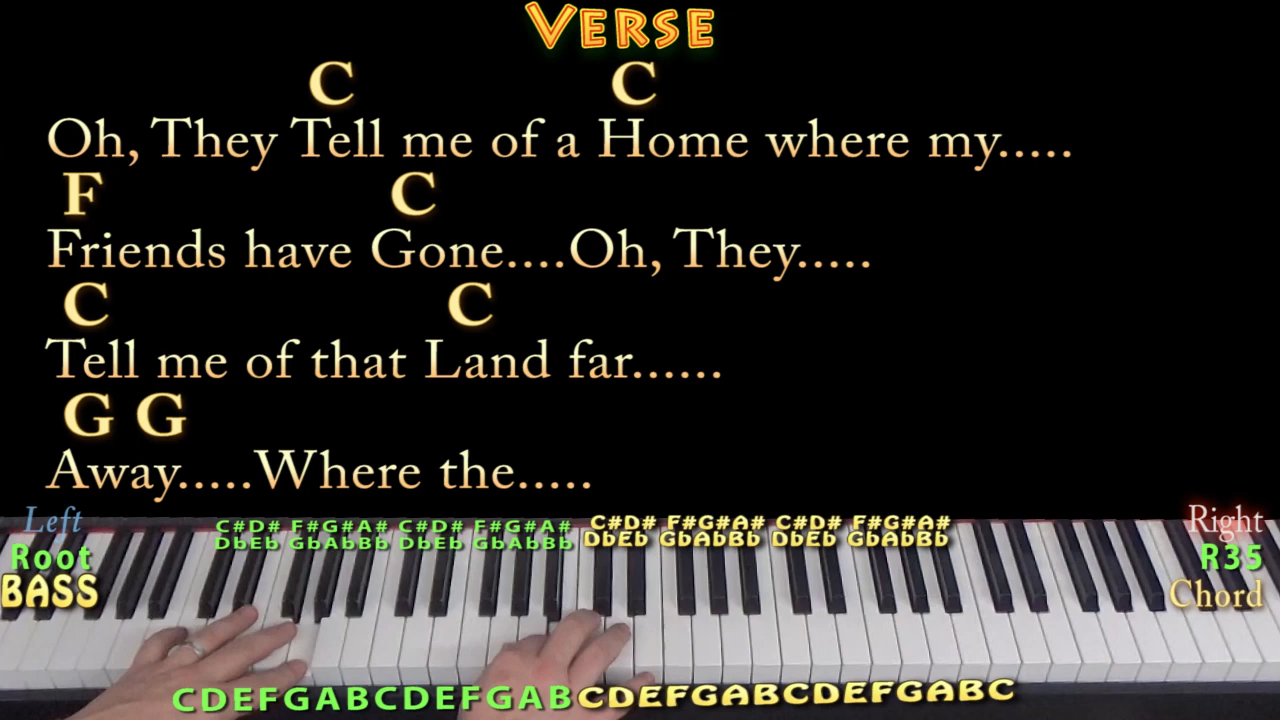 VERSE
C C
Oh, They Tell me of a Home where my.....
F C
Friends have Gone....Oh, They.....
C C
Tell me of that Land far......
G G
Away.....Where the.....
Left
Root
BASS
C#D# F#G#A# C#D# F#G#A# C#D# F#G#A# C#D# F#G#A#
DbEb GbAbBb DbEb GbAbBb DbEb GbAbBb DbEb GbAbBb
Right
R35
Chord
CDEFGABCDEFGABCDEFGABCDEFGABC